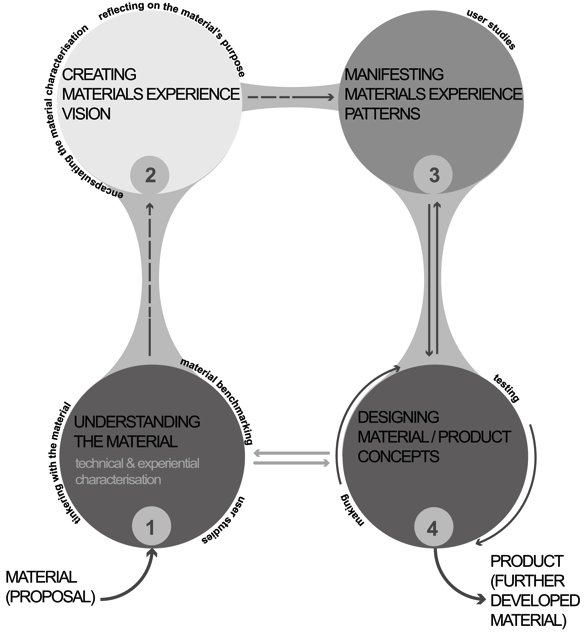 reflecting on the material's purpose
encapsulating the material characterisation
CREATING
MATERIALS EXPERIENCE
VISION
2
user studies
MANIFESTING
MATERIALS EXPERIENCE
PATTERNS
3
material benchmarking
tinkering with the material
UNDERSTANDING
THE MATERIAL
technical & experiential
characterisation
user studies
1
testing
DESIGNING
MATERIAL / PRODUCT
CONCEPTS
making
4
MATERIAL
(PROPOSAL)
PRODUCT
(FURTHER
DEVELOPED
MATERIAL)